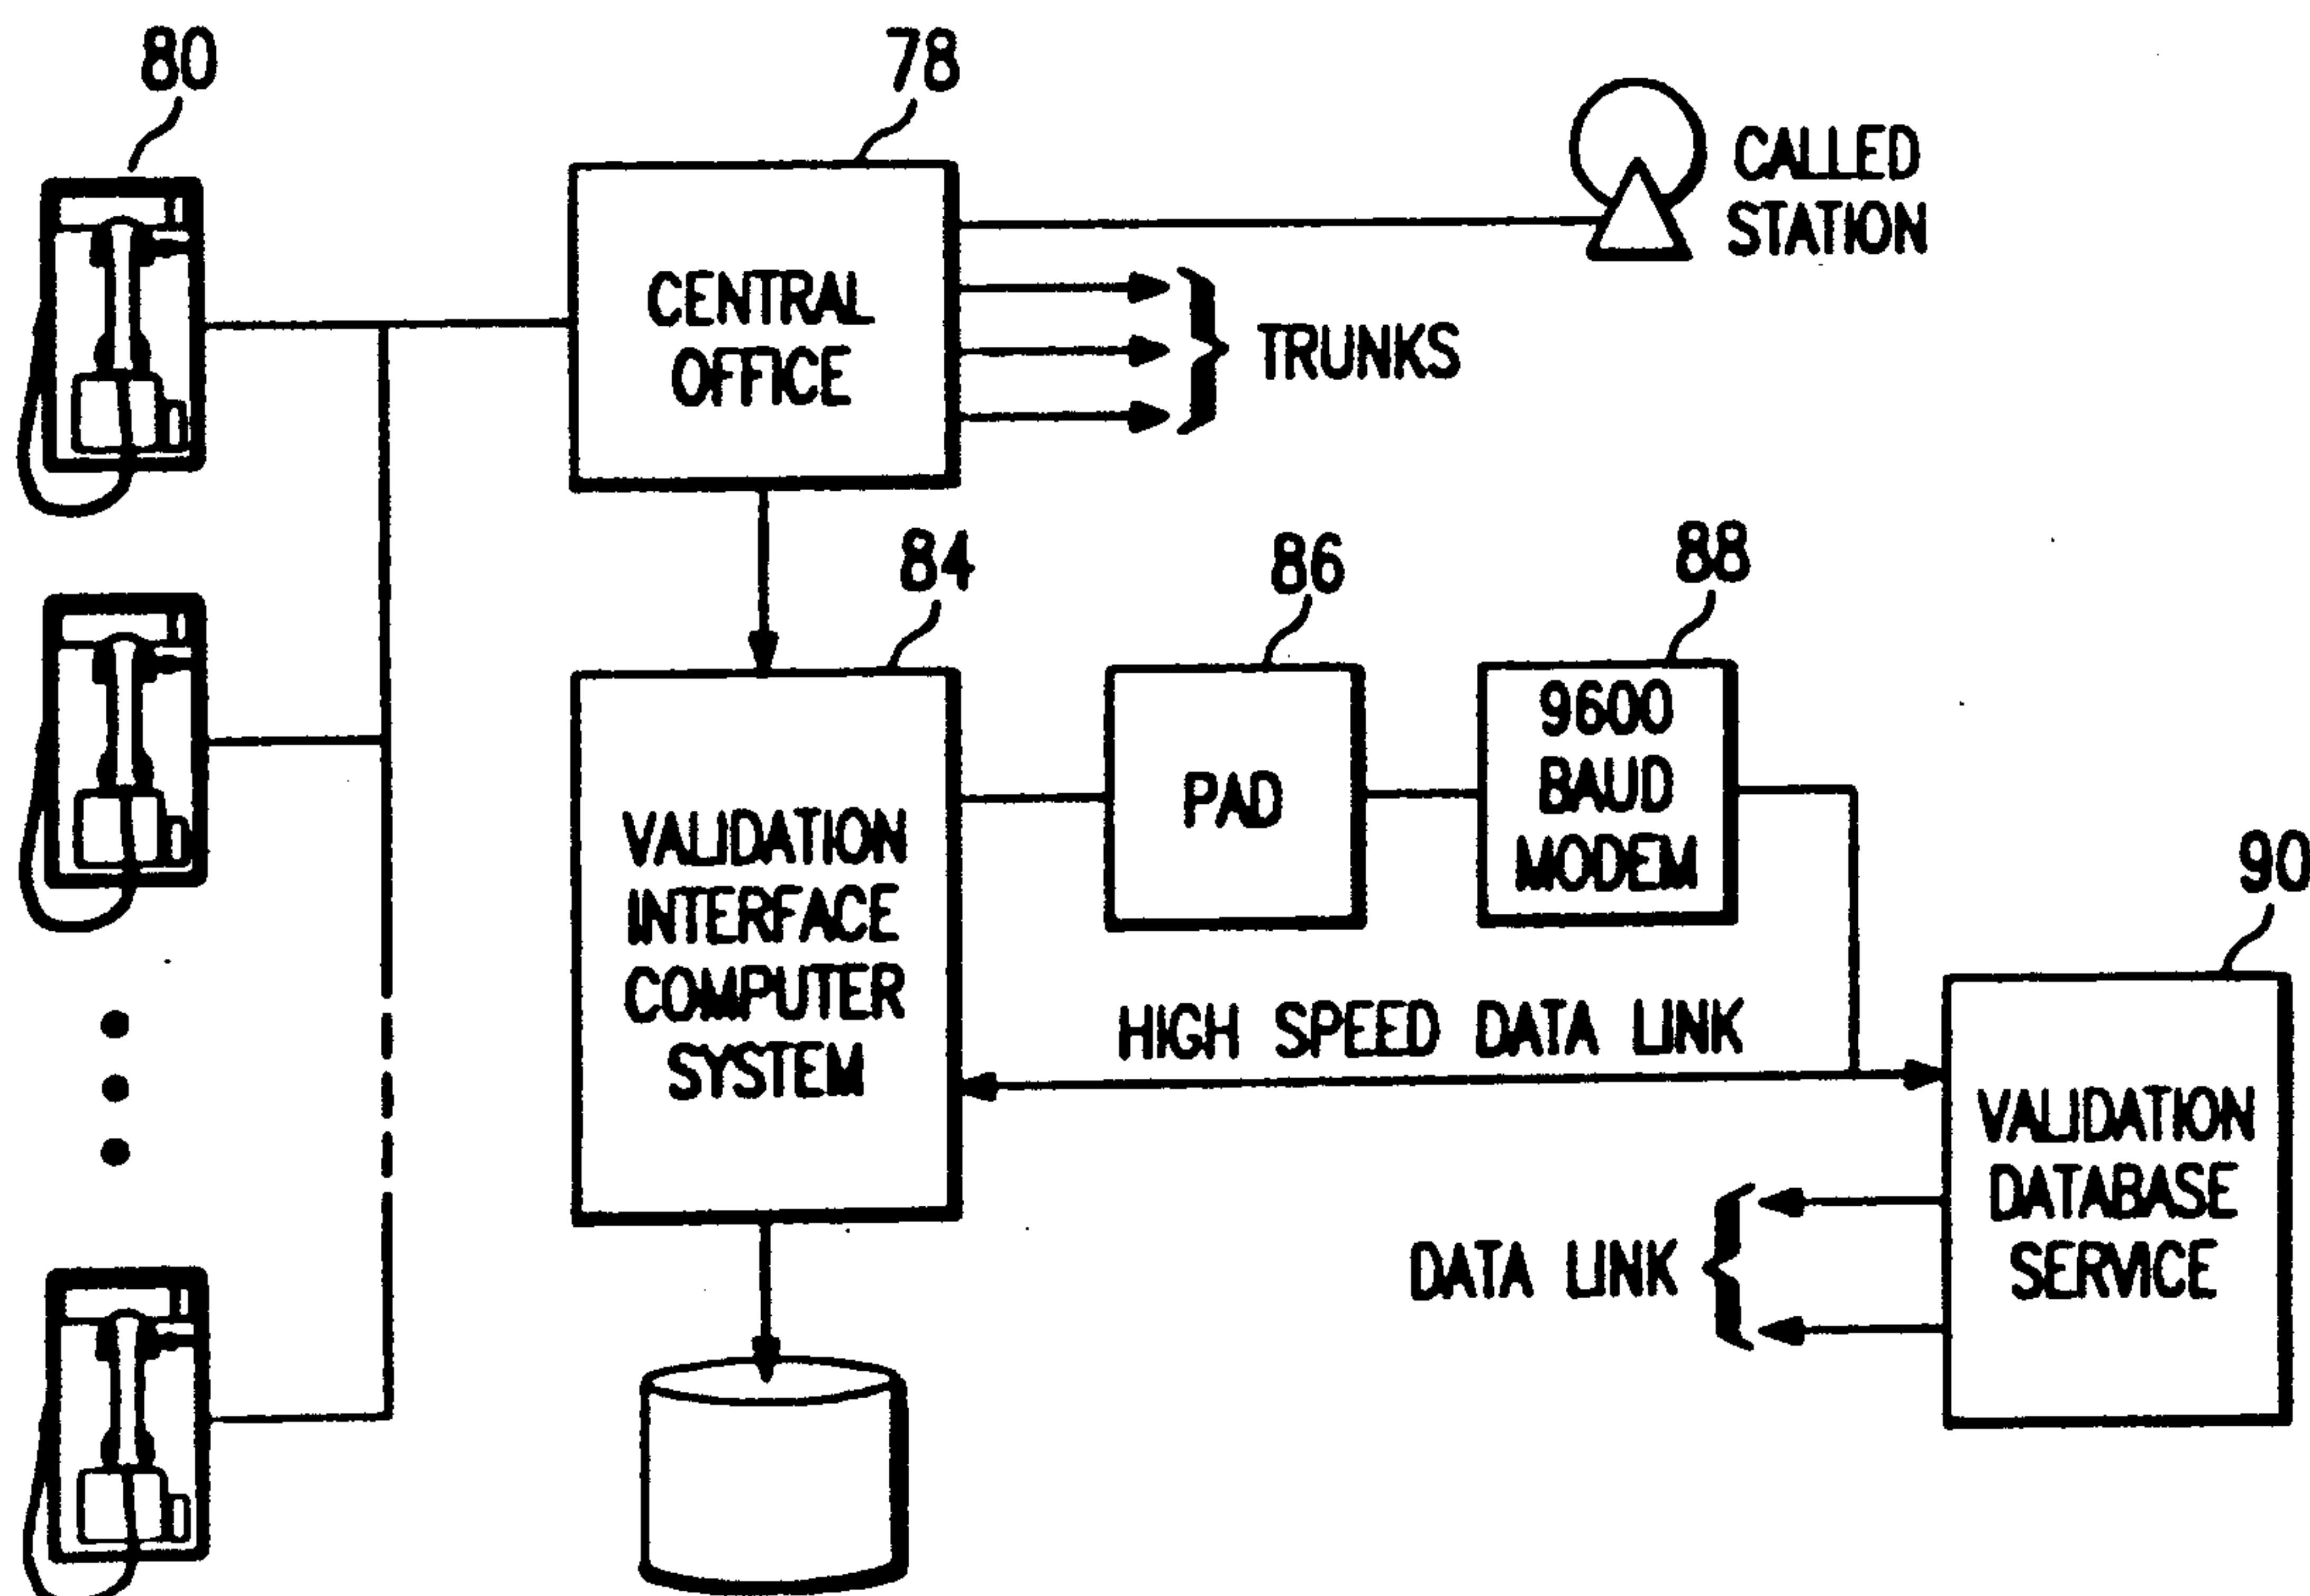 80
78
CALLED
STATION
CENTRAL
OFFICE
TRUNKS
84
86
88
9600
BAUD
MODEM
PAD
VALIDATION
INTERFACE
COMPUTER
SYSTEM
90
HIGH SPEED DATA LINK
VALIDATION
DATABASE
SERVICE
DATA LINK